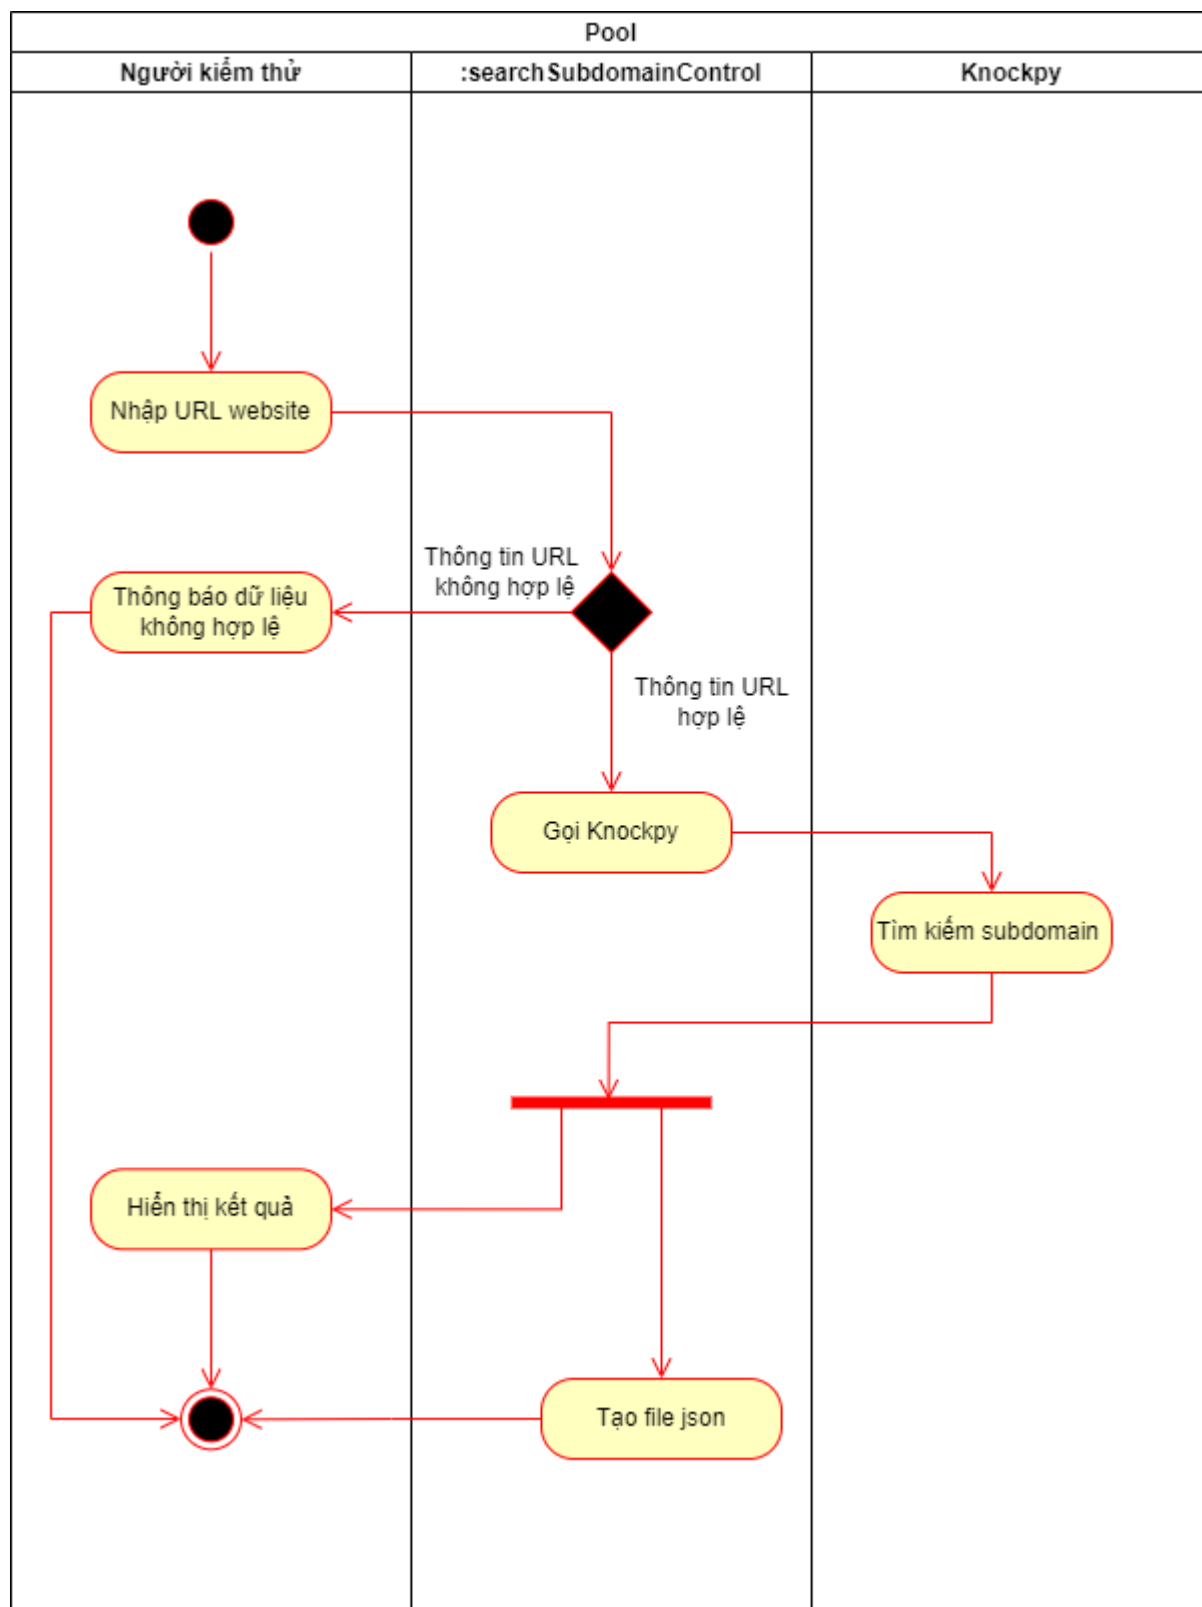 Pool
Người kiểm thử
:searchSubdomainControl
Knockpy
Nhập URL website
Thông tin URL
không hợp lệ
Thông báo dữ liệu
không hợp lệ
Thông tin URL
hợp lệ
Gọi Knockpy
Tìm kiếm subdomain
Hiển thị kết quả
Tạo file json